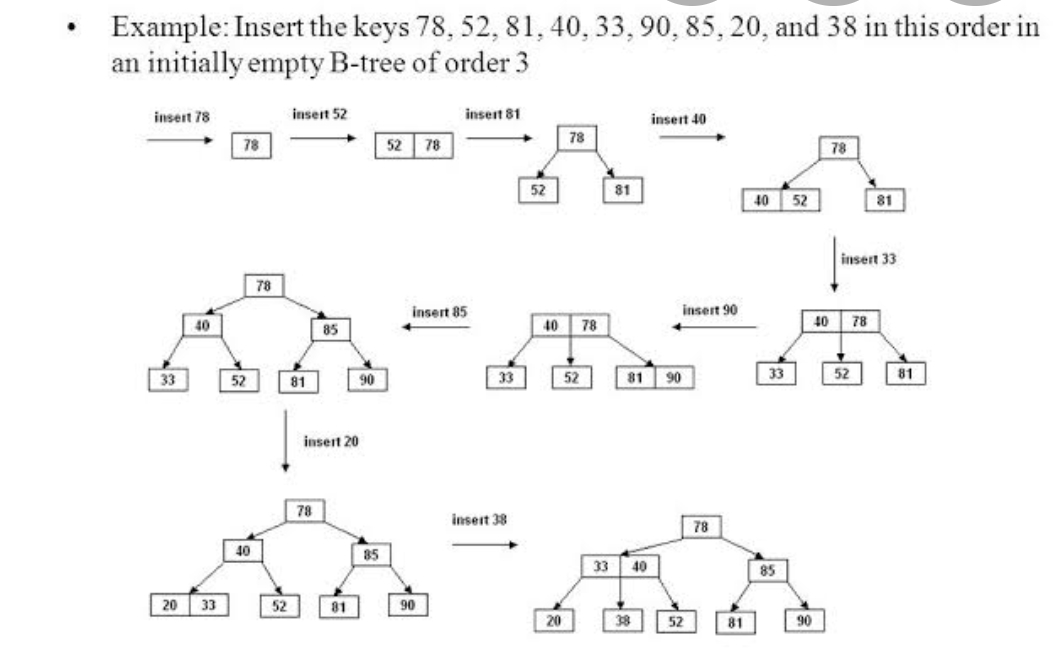 • Example: Insert the keys 78, 52, 81, 40, 33, 90, 85, 20, and 38 in this order in
an initially empty B-tree of order 3
insert 78
78
insert 52
52 78
insert 81
78
52 81
insert 40
78
40 52 81
insert 33
40 78
33 52 81
insert 90
40 78
33 52 81 90
insert 85
78
40 85
33 52 81 90
insert 20
78
40 85
20 33 52 81 90
insert 38
78
33 40 85
20 38 52 81 90